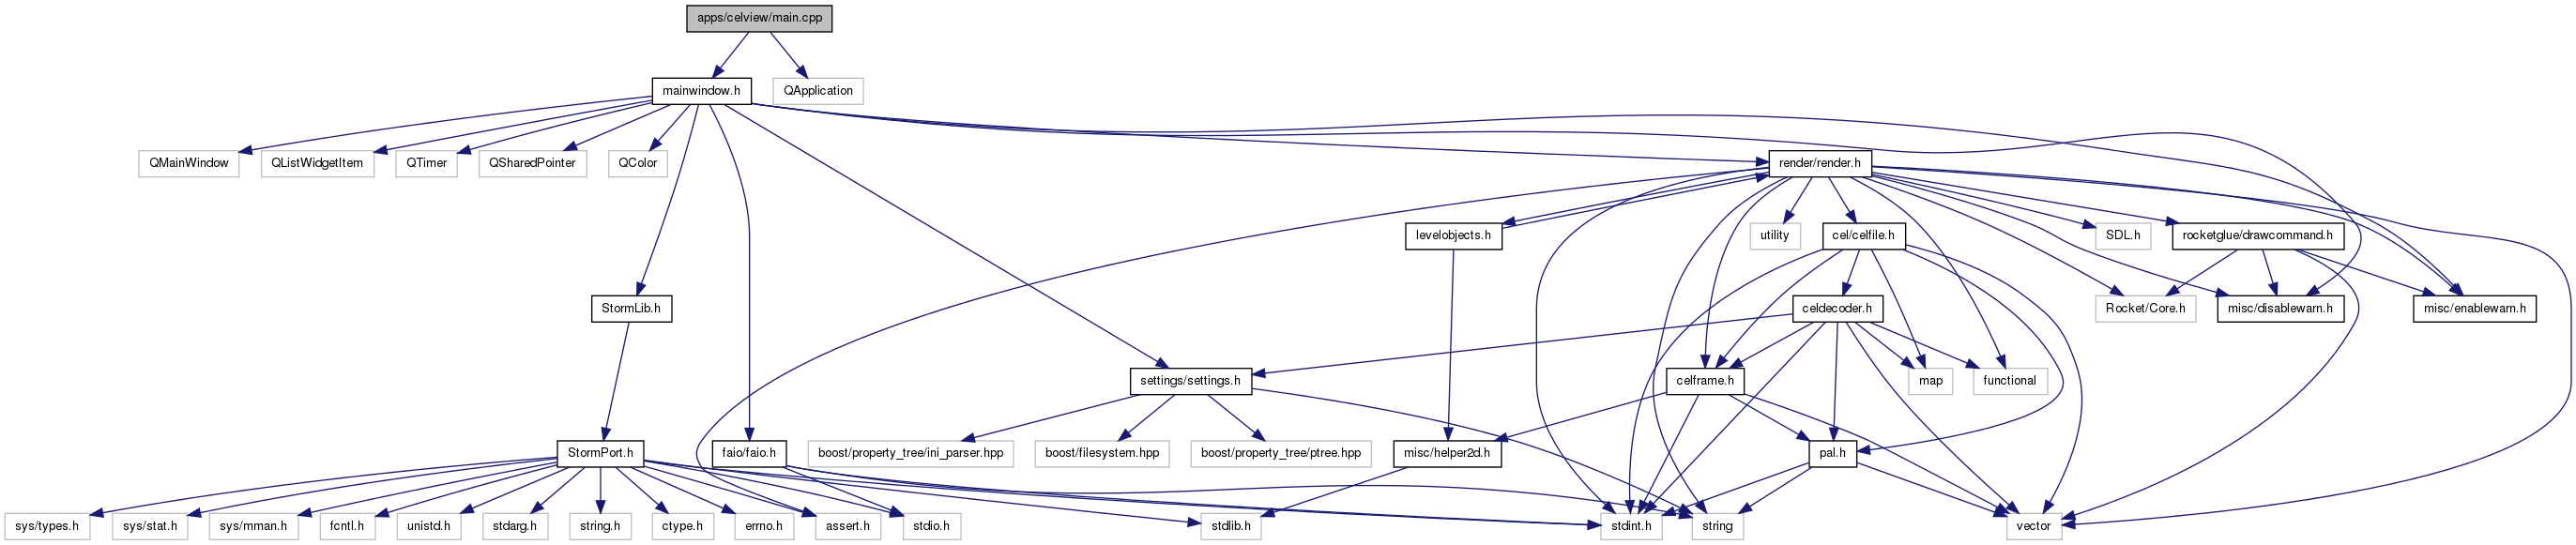 apps/celview/main.cpp
mainwindow.h
QApplication
QMainWindow
QListWidgetItem
QTimer
QSharedPointer
QColor
render/render.h
levelobjects.h
utility
cel/celfile.h
SDL.h
rocketglue/drawcommand.h
StormLib.h
celdecoder.h
Rocket/Core.h
misc/disablewarn.h
misc/enablewarn.h
settings/settings.h
celframe.h
map
functional
StormPort.h
faio/faio.h
boost/property_tree/ini_parser.hpp
boost/filesystem.hpp
boost/property_tree/ptree.hpp
misc/helper2d.h
pal.h
sys/types.h
sys/stat.h
sys/mman.h
fcntl.h
unistd.h
stdarg.h
string.h
ctype.h
errno.h
assert.h
stdio.h
stdlib.h
stdint.h
string
vector